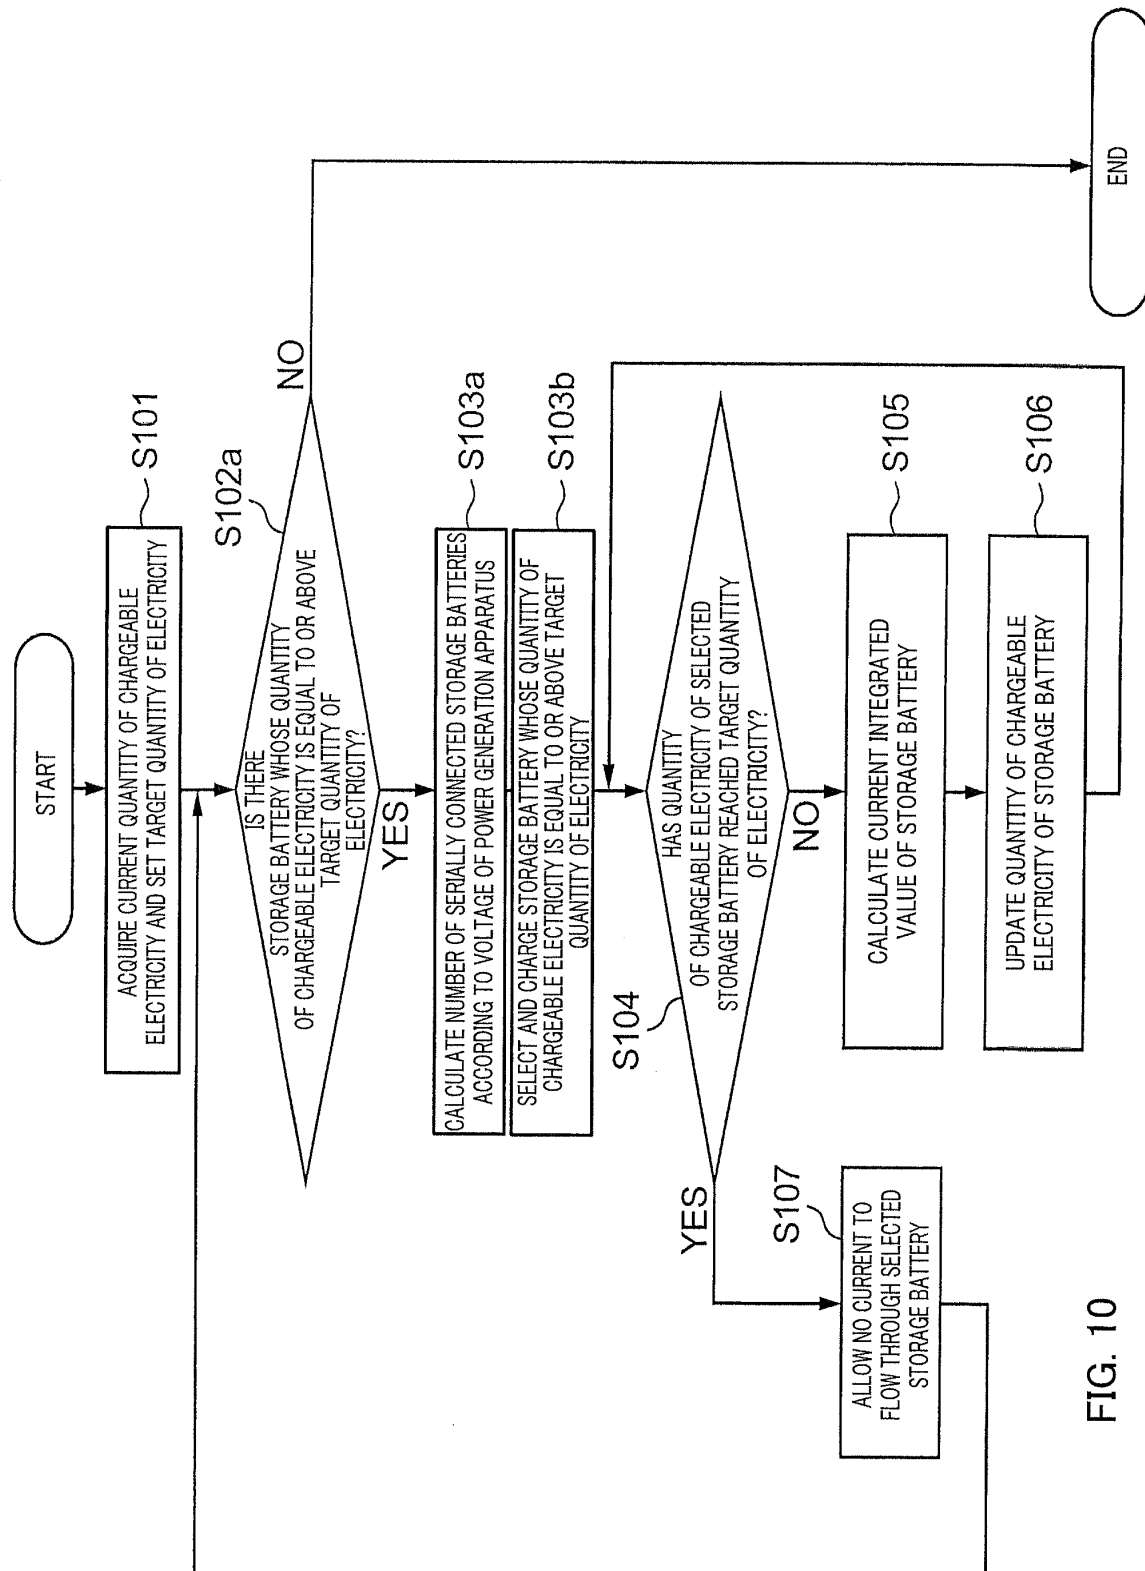 START
ACQUIRE CURRENT QUANTITY OF CHARGEABLE
ELECTRICITY AND SET TARGET QUANTITY OF ELECTRICITY
S101
IS THERE
STORAGE BATTERY WHOSE QUANTITY
OF CHARGEABLE ELECTRICITY IS EQUAL TO OR ABOVE
TARGET QUANTITY OF
ELECTRICITY?
S102a
NO
YES
CALCULATE NUMBER OF SERIALLY CONNECTED STORAGE BATTERIES
ACCORDING TO VOLTAGE OF POWER GENERATION APPARATUS
S103a
SELECT AND CHARGE STORAGE BATTERY WHOSE QUANTITY OF
CHARGEABLE ELECTRICITY IS EQUAL TO OR ABOVE TARGET
QUANTITY OF ELECTRICITY
S103b
HAS QUANTITY
OF CHARGEABLE ELECTRICITY OF SELECTED
STORAGE BATTERY REACHED TARGET QUANTITY
OF ELECTRICITY?
S104
YES
NO
CALCULATE CURRENT INTEGRATED
VALUE OF STORAGE BATTERY
S105
UPDATE QUANTITY OF CHARGEABLE
ELECTRICITY OF STORAGE BATTERY
S106
ALLOW NO CURRENT TO
FLOW THROUGH SELECTED
STORAGE BATTERY
S107
END
FIG. 10